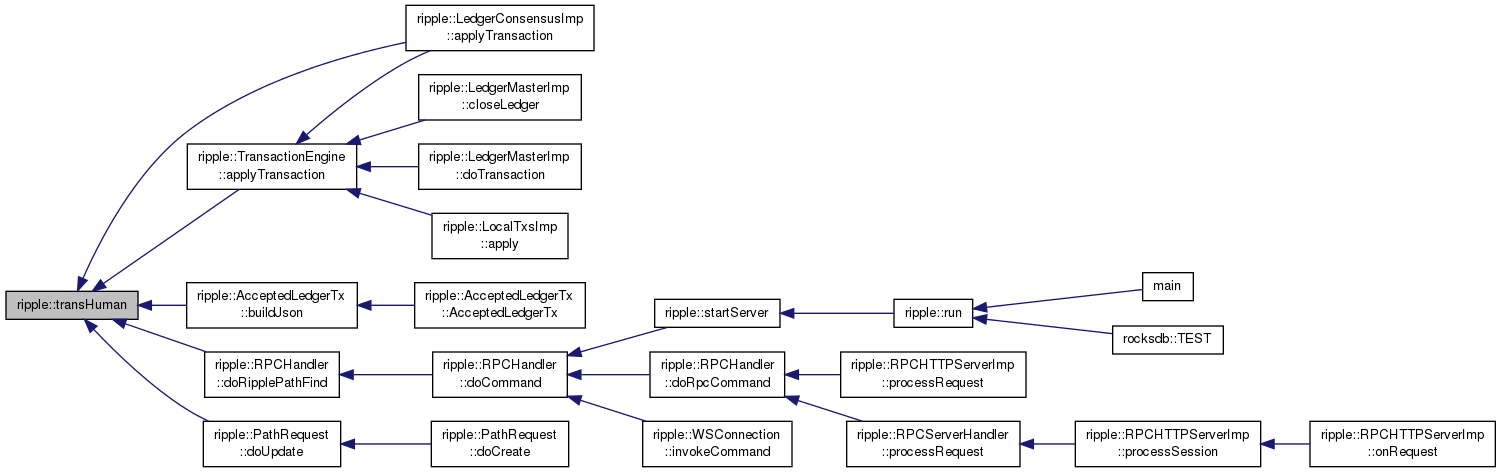 ripple::LedgerConsensusImp
::applyTransaction
ripple::LedgerMasterImp
::closeLedger
ripple::TransactionEngine
::applyTransaction
ripple::LedgerMasterImp
::doTransaction
ripple::LocalTxsImp
::apply
ripple::transHuman
ripple::AcceptedLedgerTx
::buildJson
ripple::AcceptedLedgerTx
::AcceptedLedgerTx
ripple::startServer
ripple::run
main
rocksdb::TEST
ripple::RPCHandler
::doRipplePathFind
ripple::RPCHandler
::doCommand
ripple::RPCHandler
::doRpcCommand
ripple::RPCHTTPServerImp
::processRequest
ripple::PathRequest
::doUpdate
ripple::PathRequest
::doCreate
ripple::WSConnection
::invokeCommand
ripple::RPCServerHandler
::processRequest
ripple::RPCHTTPServerImp
::processSession
ripple::RPCHTTPServerImp
::onRequest